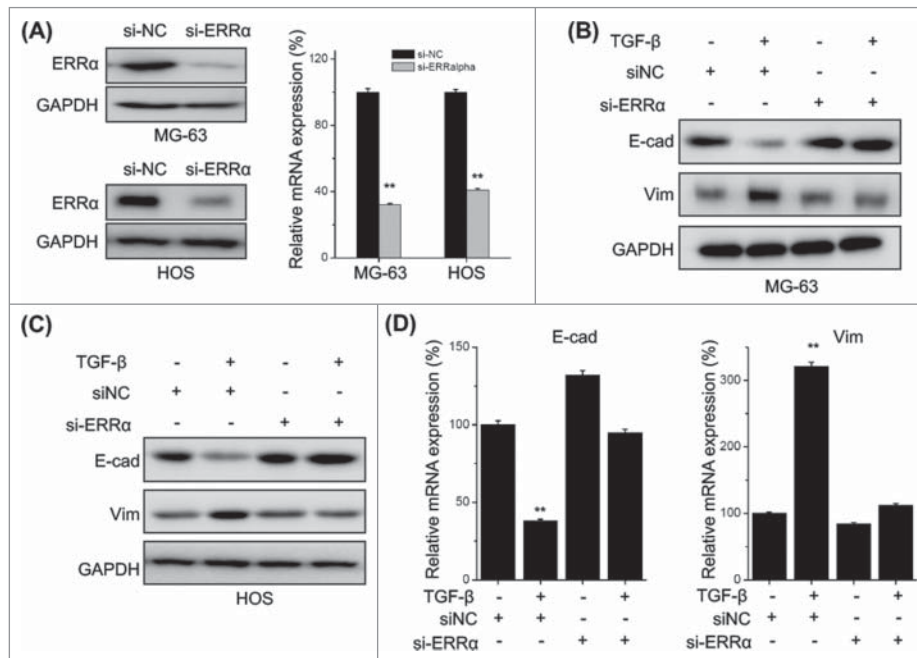 (A)
si-NC si-ERRα
ERRα
GAPDH
MG-63
si-NC si-ERRα
ERRα
GAPDH
HOS
si-NC
si-ERRalpha
Relative mRNA expression (%)
120
80
40
0
**
**
MG-63 HOS
(B)
TGF-β - + - +
siNC + + - -
si-ERRα - - + +
E-cad
Vim
GAPDH
MG-63
(C)
TGF-β - + - +
siNC + + - -
si-ERRα - - + +
E-cad
Vim
GAPDH
HOS
(D)
E-cad
Relative mRNA expression (%)
150
100
50
0
**
TGF-β - + - +
siNC + + - -
si-ERRα - - + +
Vim
Relative mRNA expression (%)
300
200
100
0
**
TGF-β - + - +
siNC + + - -
si-ERRα - - + +